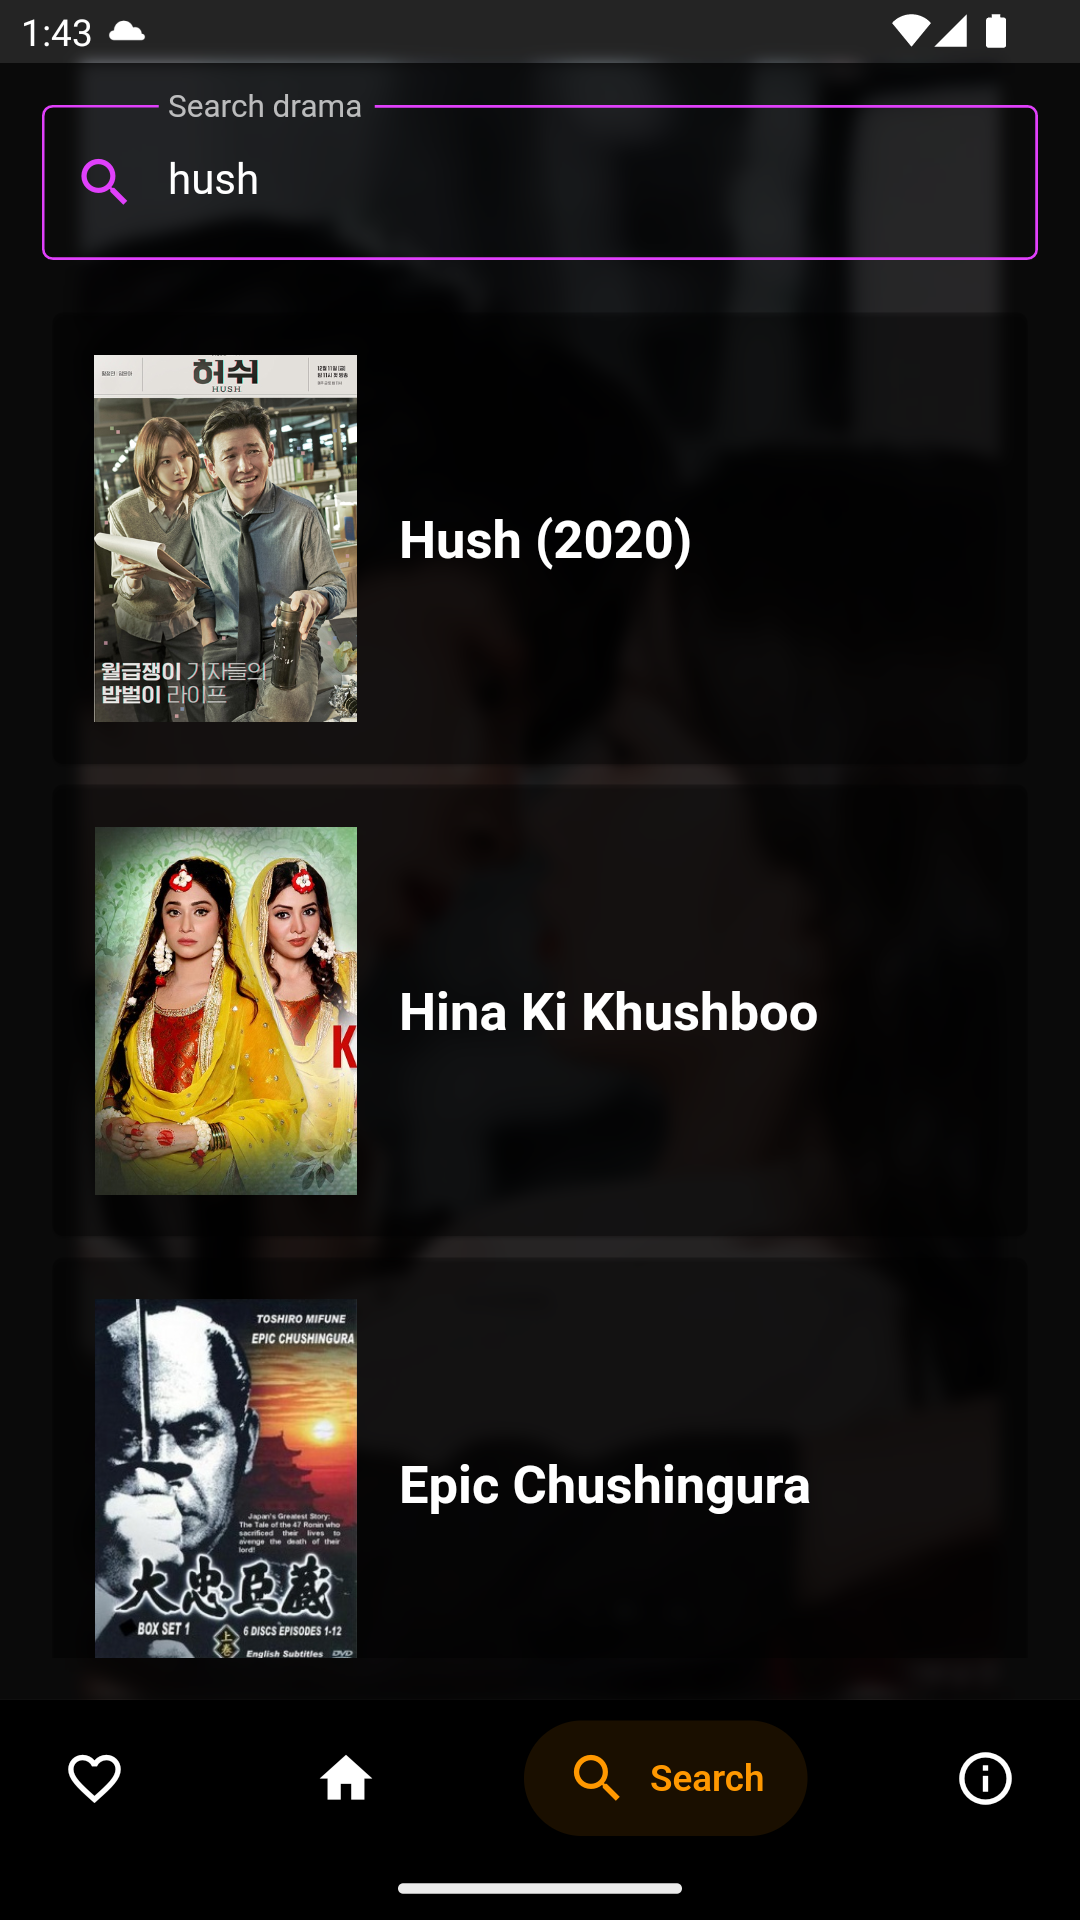 1:43
Search drama
hush
허쉬
HUSH
월급쟁이 기자들의
밥벌이 라이프
Hush (2020)
K
Hina Ki Khushboo
TOSHIRO MIFUNE
EPIC CHUSHINGURA
Japan's Greatest Story:
The Tale of the 47 Ronin who
sacrificed their lives to
avenge the death of their
lord!
大忠臣蔵
BOX SET 1
上巻
6 DISCS EPISODES 1-12
English Subtitles
DVD
Epic Chushingura
Search